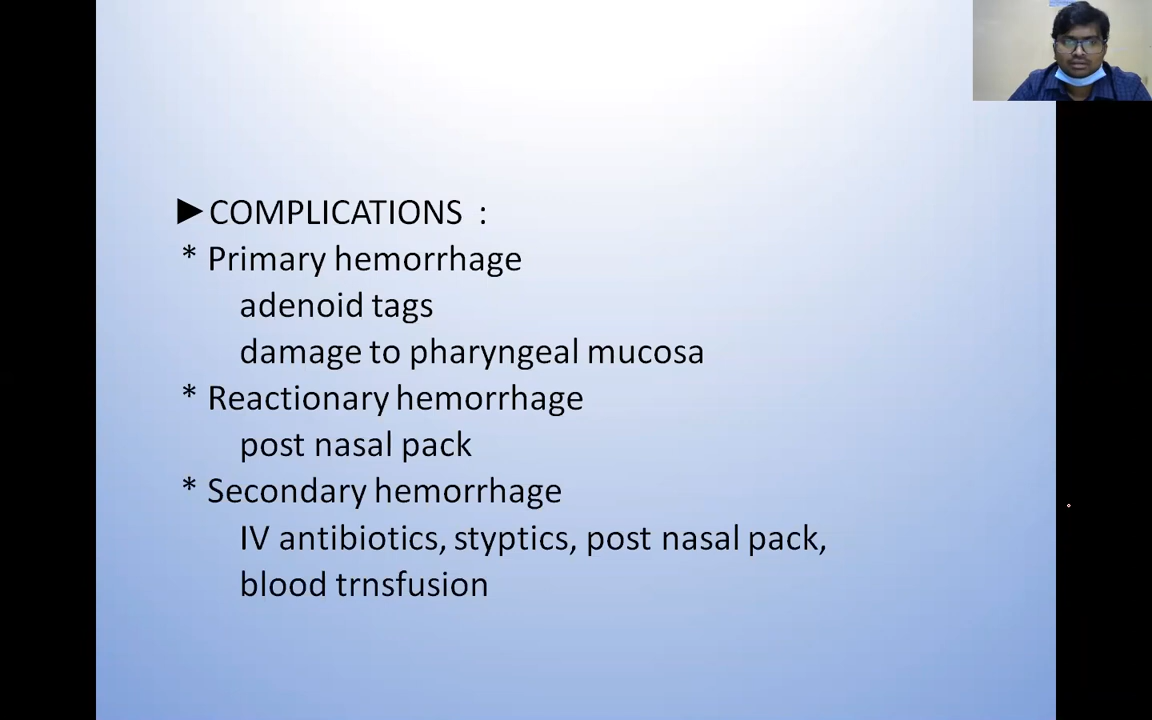 ►COMPLICATIONS :
* Primary hemorrhage
adenoid tags
damage to pharyngeal mucosa
* Reactionary hemorrhage
post nasal pack
* Secondary hemorrhage
IV antibiotics, styptics, post nasal pack,
blood trnsfusion